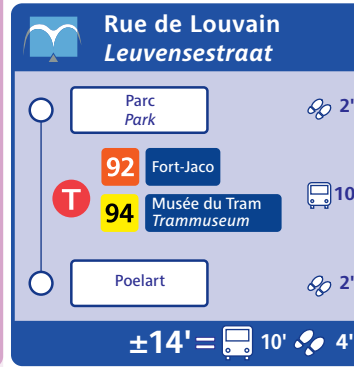 Rue de Louvain
Leuvensestraat
Parc
Park
2'
92 Fort-Jaco
T
10
94 Musée du Tram
Trammuseum
Poelart
2'
±14' = 10' 4'